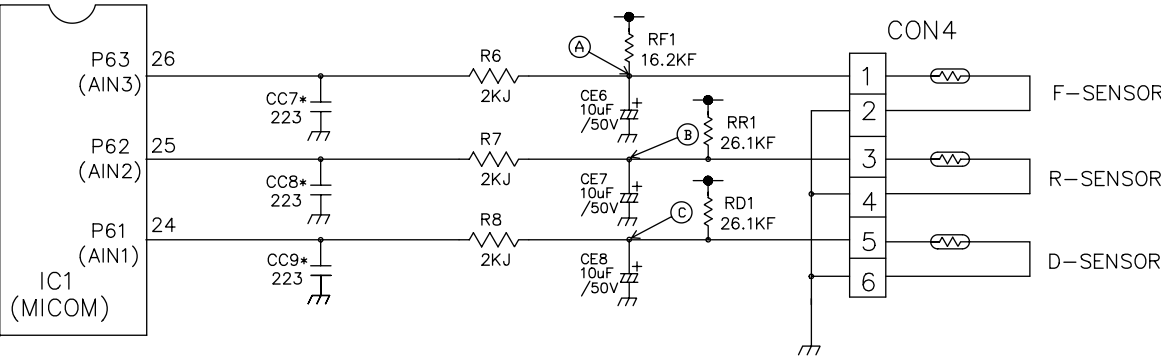 P63
(AIN3)
26
CC7*
223
R6
2KJ
A
RF1
16.2KF
CE6
10uF
/50V
+
CON4
1
2
F-SENSOR
P62
(AIN2)
25
CC8*
223
R7
2KJ
B
RR1
26.1KF
CE7
10uF
/50V
+
3
4
R-SENSOR
P61
(AIN1)
24
CC9*
223
R8
2KJ
C
RD1
26.1KF
CE8
10uF
/50V
+
5
6
D-SENSOR
IC1
(MICOM)